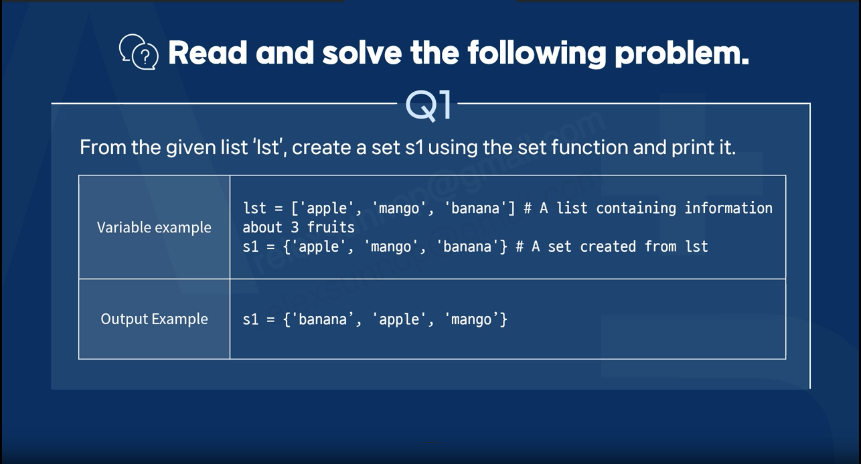 Read and solve the following problem.
Q1
From the given list 'lst', create a set s1 using the set function and print it.
Variable example
lst = ['apple', 'mango', 'banana'] # A list containing information
about 3 fruits
s1 = {'apple', 'mango', 'banana'} # A set created from lst
Output Example
s1 = {'banana’, 'apple', 'mango’}